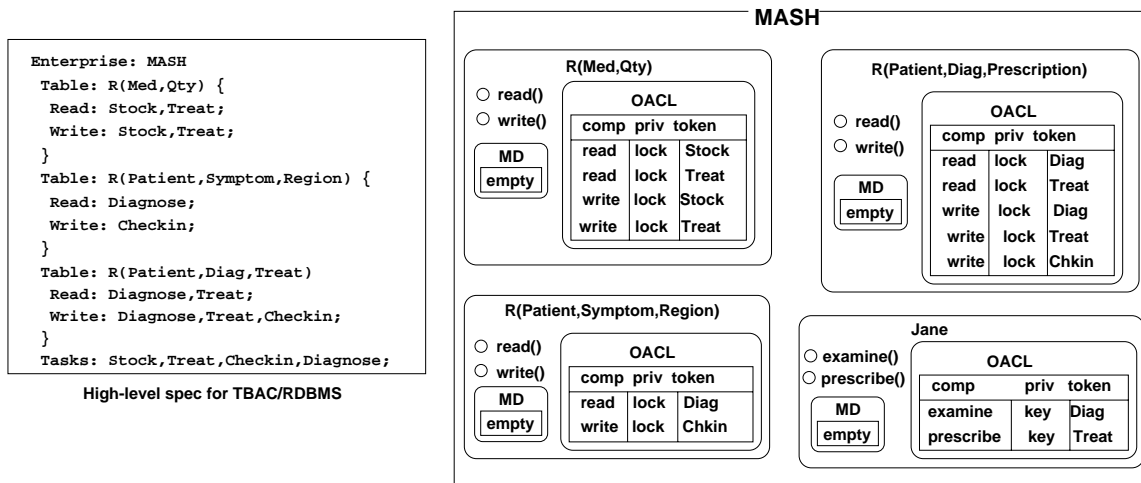 Enterprise: MASH
Table: R(Med,Qty) {
Read: Stock,Treat;
Write: Stock,Treat;
}
Table: R(Patient,Symptom,Region) {
Read: Diagnose;
Write: Checkin;
}
Table: R(Patient,Diag,Treat)
Read: Diagnose,Treat;
Write: Diagnose,Treat,Checkin;
}
Tasks: Stock,Treat,Checkin,Diagnose;
High-level spec for TBAC/RDBMS
MASH
R(Med,Qty)
read()
write()
MD
empty
OACL
comp priv token
read lock Stock
read lock Treat
write lock Stock
write lock Treat
R(Patient,Diag,Prescription)
read()
write()
MD
empty
OACL
comp priv token
read lock Diag
read lock Treat
write lock Diag
write lock Treat
write lock Chkin
R(Patient,Symptom,Region)
read()
write()
MD
empty
OACL
comp priv token
read lock Diag
write lock Chkin
Jane
examine()
prescribe()
MD
empty
OACL
comp priv token
examine key Diag
prescribe key Treat